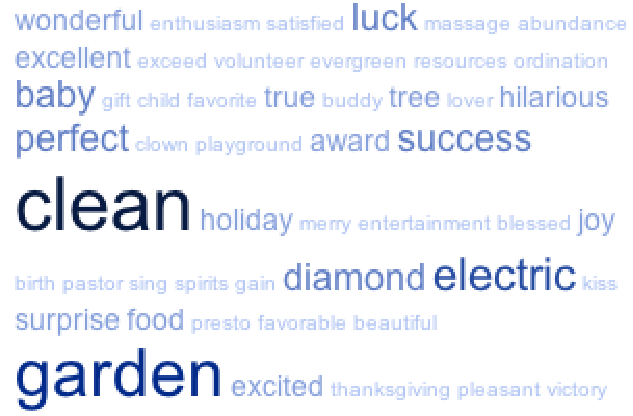 wonderful enthusiasm satisfied luck massage abundance
excellent exceed volunteer evergreen resources ordination
baby gift child favorite true buddy tree lover hilarious
perfect clown playground award success
clean holiday merry entertainment blessed joy
birth pastor sing spirits gain diamond electric kiss
surprise food presto favorable beautiful
garden excited thanksgiving pleasant victory